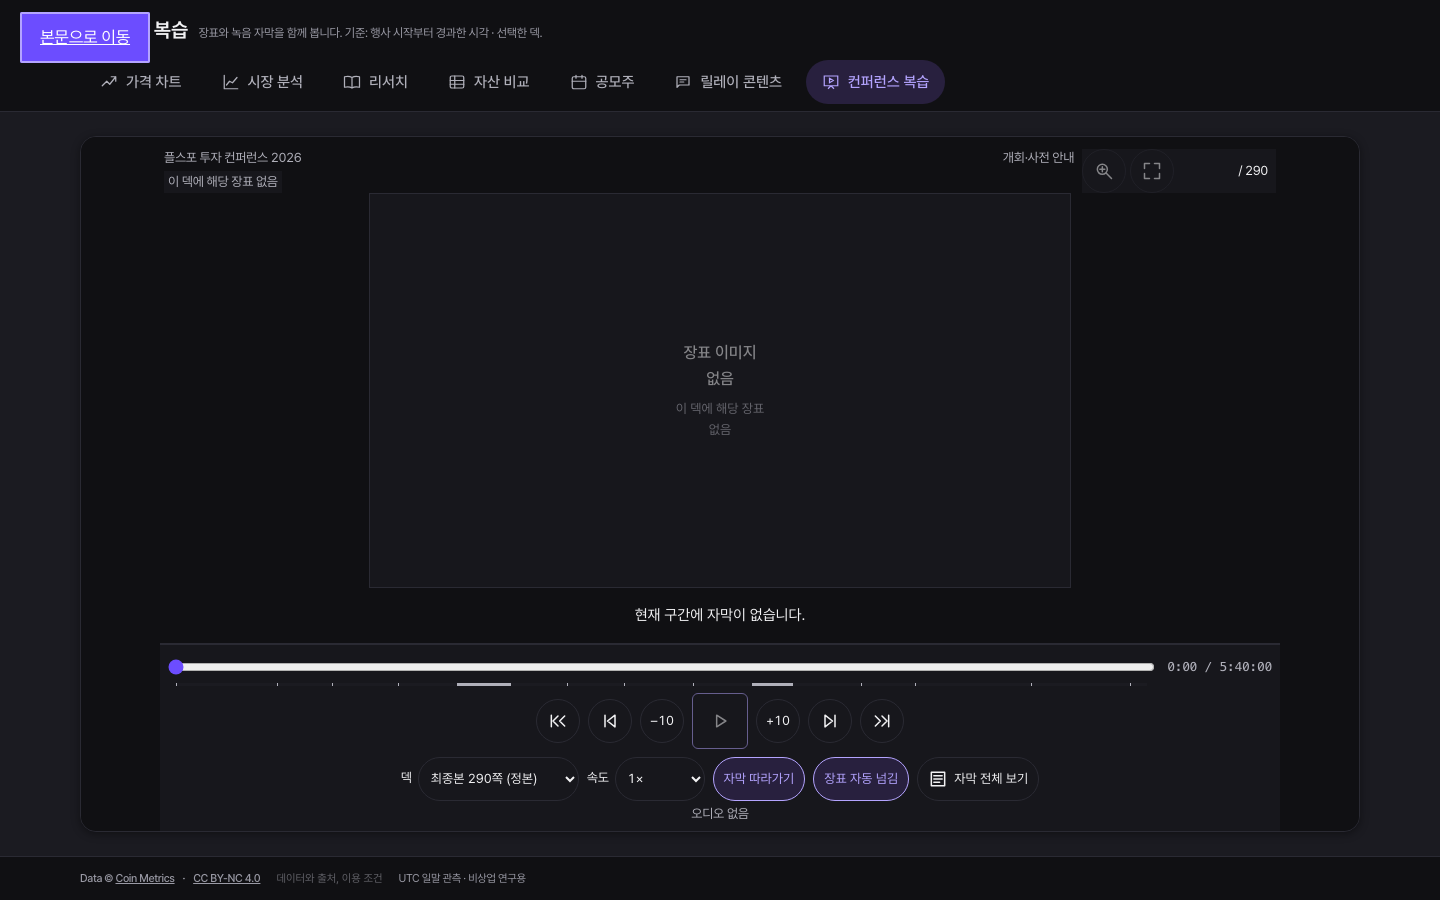 본문으로 이동
복습 장표와 녹음 자막을 함께 봅니다. 기준: 행사 시작부터 경과한 시각 · 선택한 덱.
가격 차트 시장 분석 리서치 자산 비교 공모주 릴레이 콘텐츠 컨퍼런스 복습
플스포 투자 컨퍼런스 2026 개회·사전 안내
/ 290
이 덱에 해당 장표 없음
장표 이미지
없음
이 덱에 해당 장표
없음
현재 구간에 자막이 없습니다.
0:00 / 5:40:00
−10 +10
덱 최종본 290쪽 (정본) 속도 1× 자막 따라가기 장표 자동 넘김 자막 전체 보기
오디오 없음
Data © Coin Metrics · CC BY-NC 4.0 데이터와 출처, 이용 조건 UTC 일말 관측 · 비상업 연구용